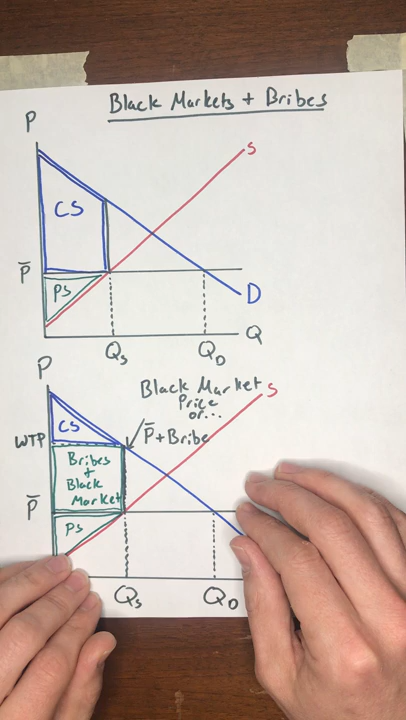 Black Markets + Bribes
P
S
CS
P̄
PS
D
Qs
QD
Q
P
Black Market
Price
or...
S
CS
WTP
P̄+Bribe
Bribes
+
Black
Market
P̄
PS
Qs
QD